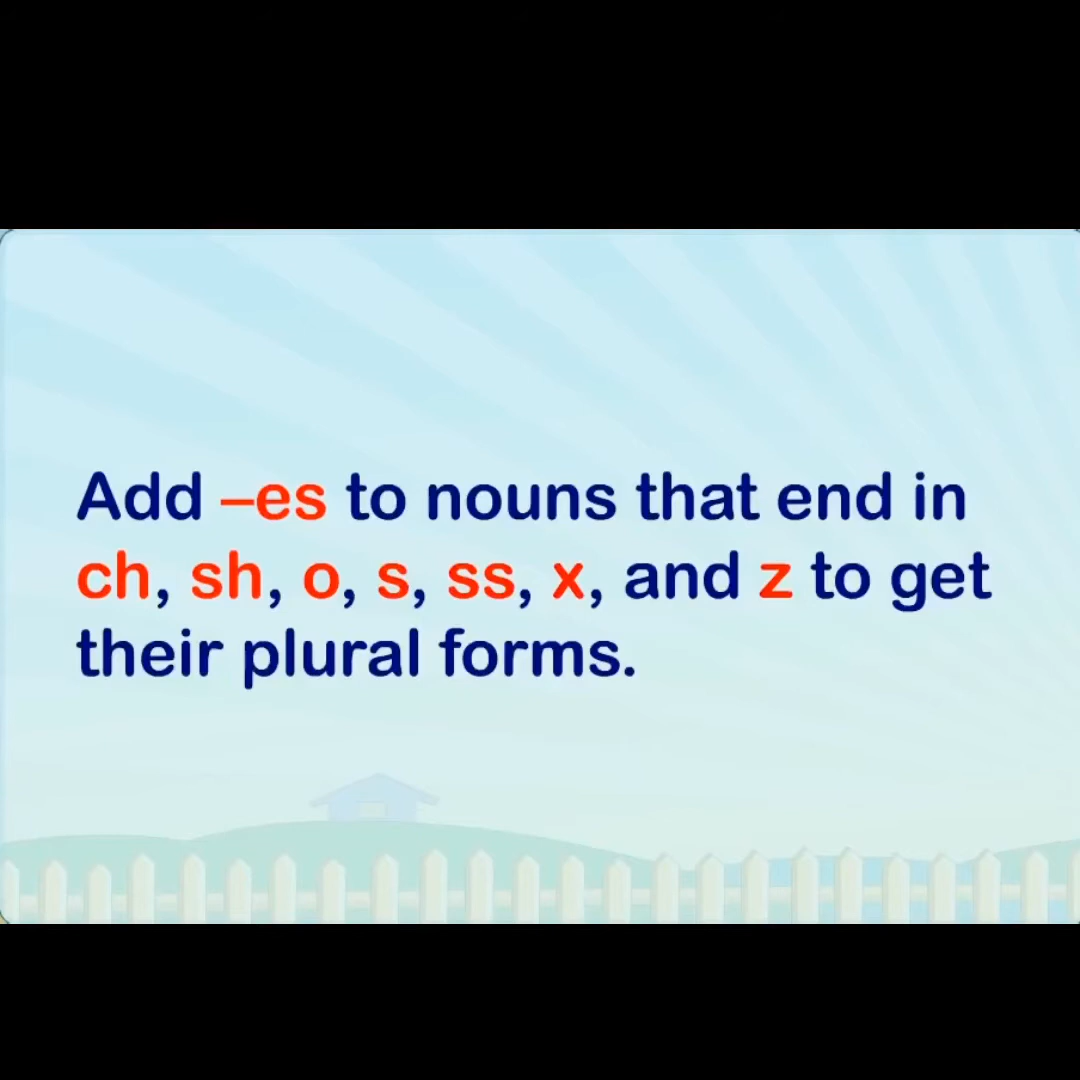 Add –es to nouns that end in
ch, sh, o, s, ss, x, and z to get
their plural forms.